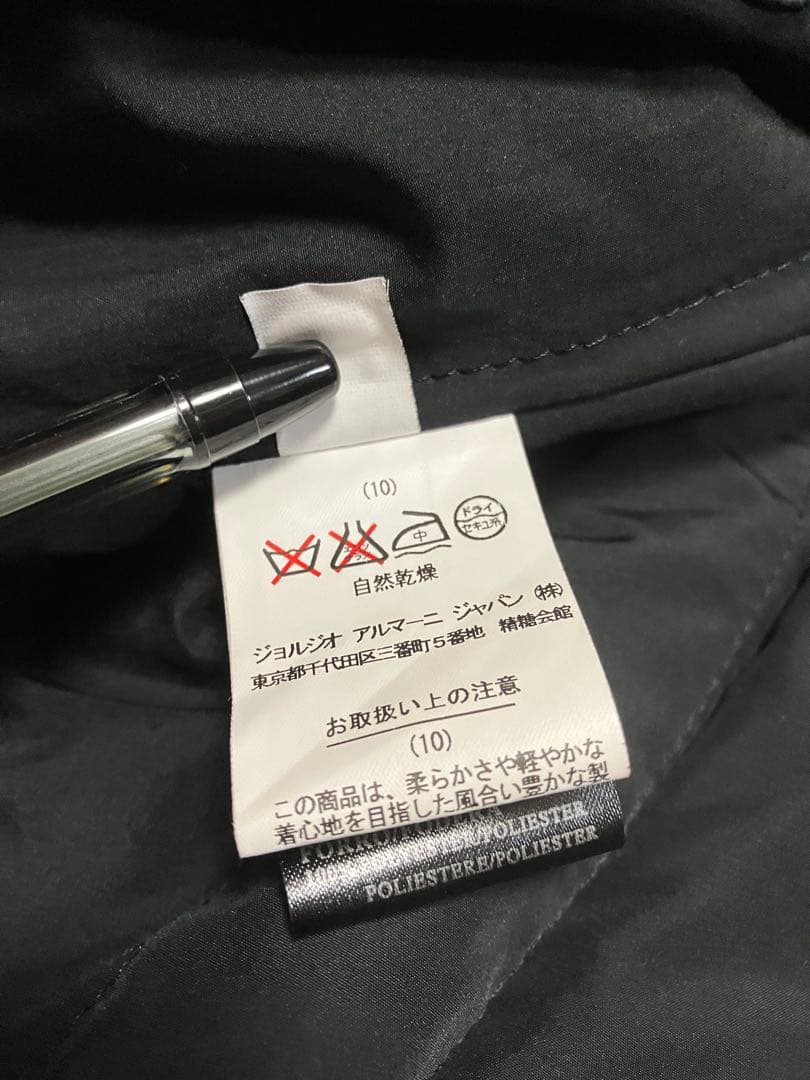 (10)
中 ドライ
セキユ系
自然乾燥
ジョルジオ アルマーニ ジャパン (株)
東京都千代田区三番町5番地 精糖会館
お取扱い上の注意
(10)
この商品は、柔らかさや軽やかな
着心地を目指した風合い豊かな製
FORRO/FODERA
POLIESTERE/POLIESTER